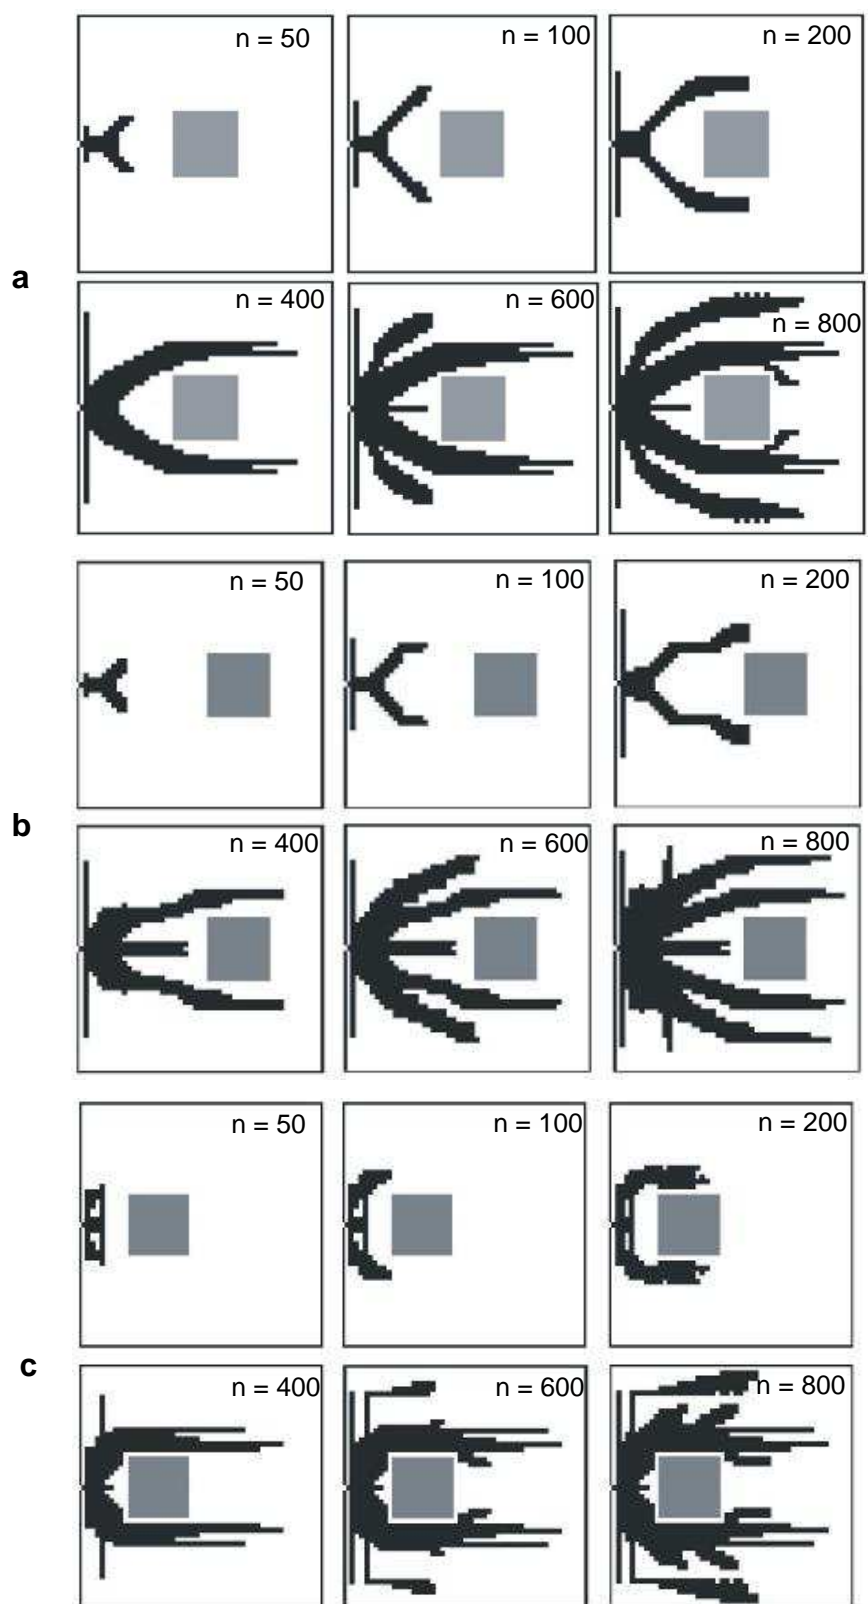 n = 50
n = 100
n = 200
a
n = 400
n = 600
n = 800
n = 50
n = 100
n = 200
b
n = 400
n = 600
n = 800
n = 50
n = 100
n = 200
c
n = 400
n = 600
n = 800